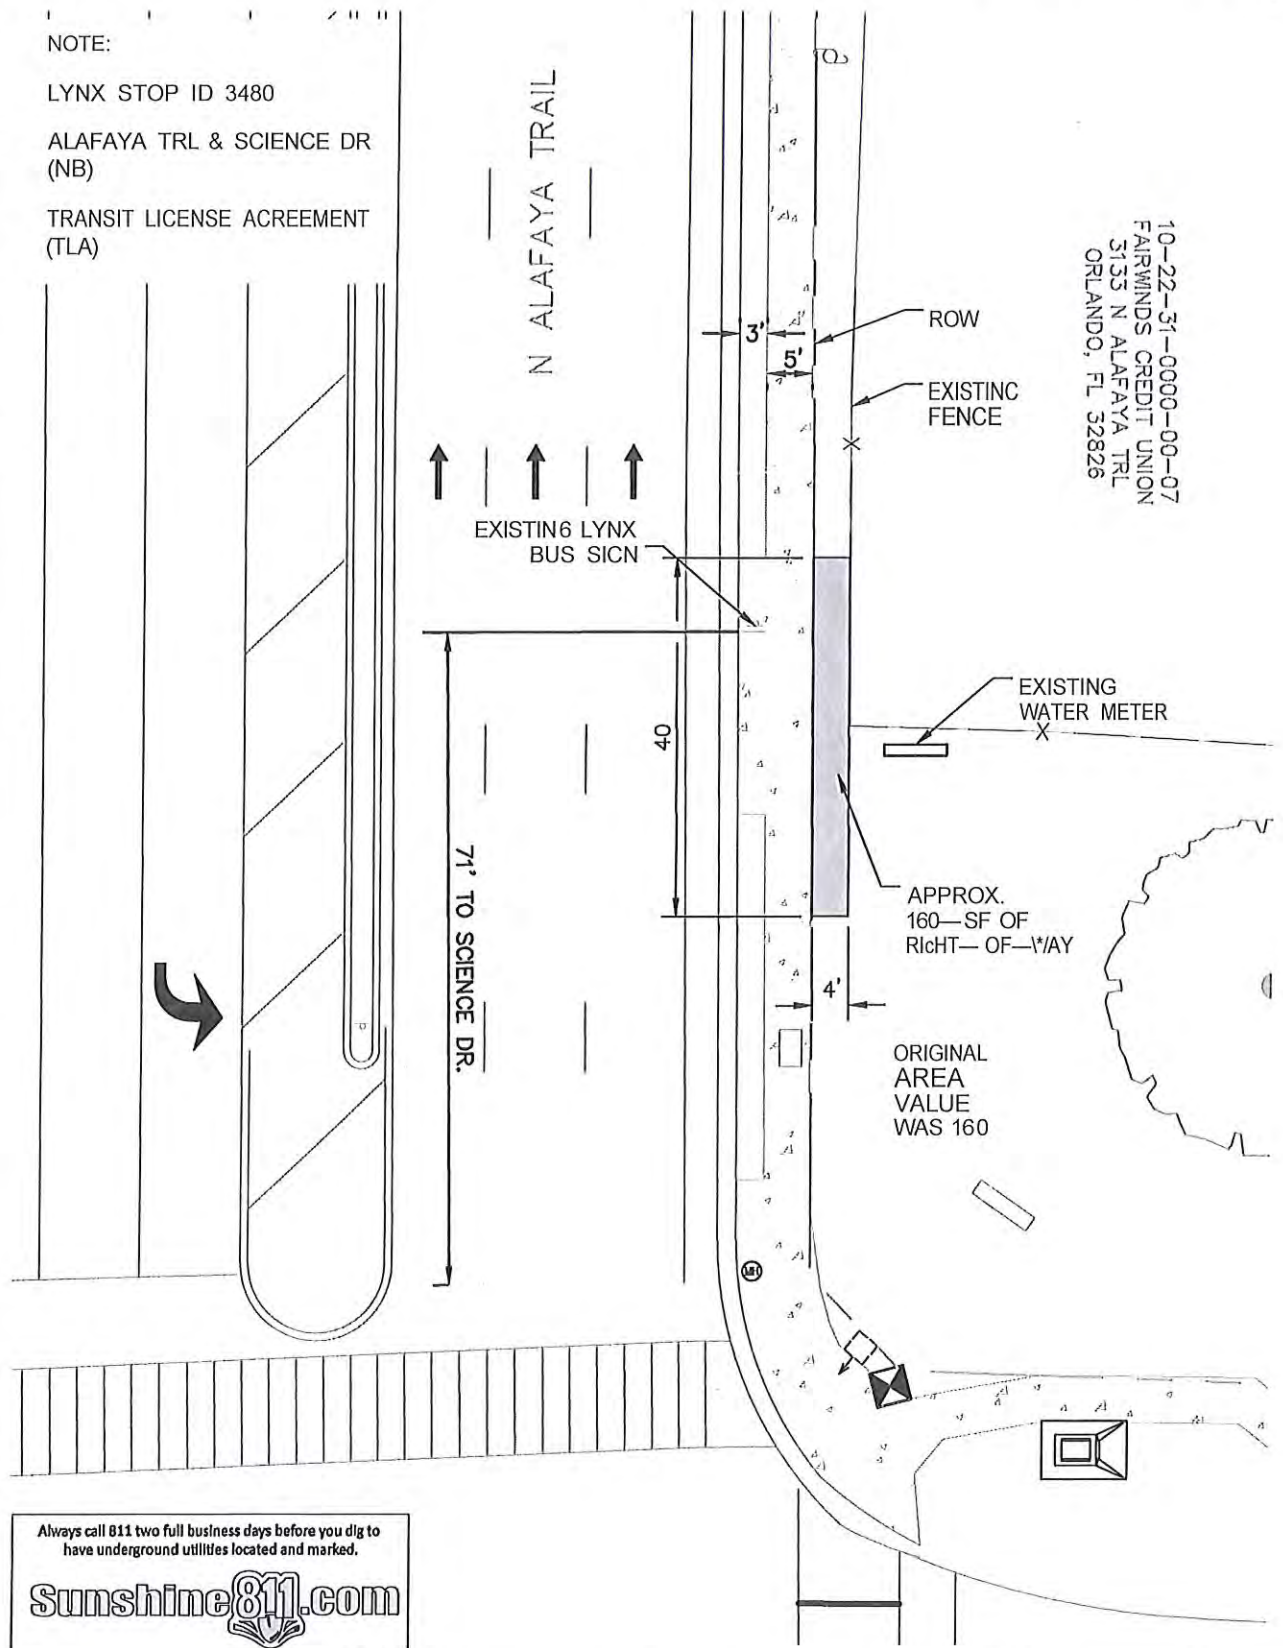 NOTE:
LYNX STOP ID 3480
ALAFAYA TRL & SCIENCE DR
(NB)
TRANSIT LICENSE ACREEMENT
(TLA)
N ALAFAYA TRAIL
10-22-31-0000-00-07
FAIRWINDS CREDIT UNION
3133 N ALAFAYA TRL
ORLANDO, FL 32826
3'
5'
ROW
EXISTINC
FENCE
X
EXISTIN6 LYNX
BUS SICN
EXISTING
WATER METER
X
40
71' TO SCIENCE DR.
APPROX.
160—SF OF
RIcHT— OF—\*/AY
4'
ORIGINAL
AREA
VALUE
WAS 160
MH
Always call 811 two full business days before you dig to
have underground utilities located and marked.
Sunshine811.com